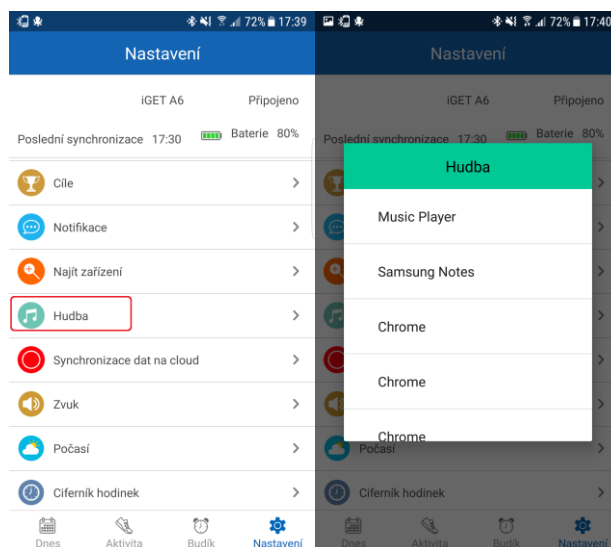 72% 17:39
Nastavení
iGET A6 Připojeno
Poslední synchronizace 17:30 Baterie 80%
Cíle
Notifikace
Najít zařízení
Hudba
Synchronizace dat na cloud
Zvuk
Počasí
Ciferník hodinek
Dnes Aktivita Budík Nastavení
72% 17:40
Nastavení
iGET A6 Připojeno
Poslední synchronizace 17:30 Baterie 80%
Hudba
Music Player
Samsung Notes
Chrome
Chrome
Chrome
Počasí
Ciferník hodinek
Dnes Aktivita Budík Nastavení